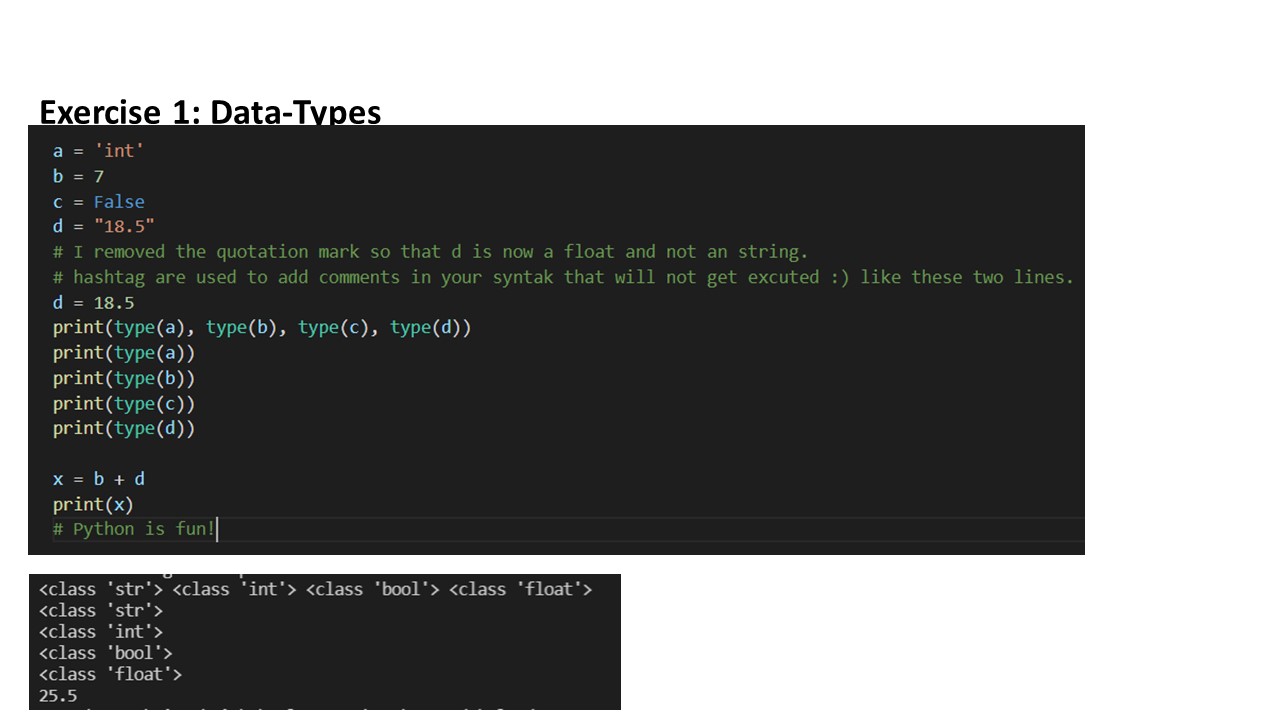 Exercise 1: Data-Types
a = 'int'
b = 7
c = False
d = "18.5"
# I removed the quotation mark so that d is now a float and not an string.
# hashtag are used to add comments in your syntak that will not get excuted :) like these two lines.
d = 18.5
print(type(a), type(b), type(c), type(d))
print(type(a))
print(type(b))
print(type(c))
print(type(d))
x = b + d
print(x)
# Python is fun!
<class 'str'> <class 'int'> <class 'bool'> <class 'float'>
<class 'str'>
<class 'int'>
<class 'bool'>
<class 'float'>
25.5